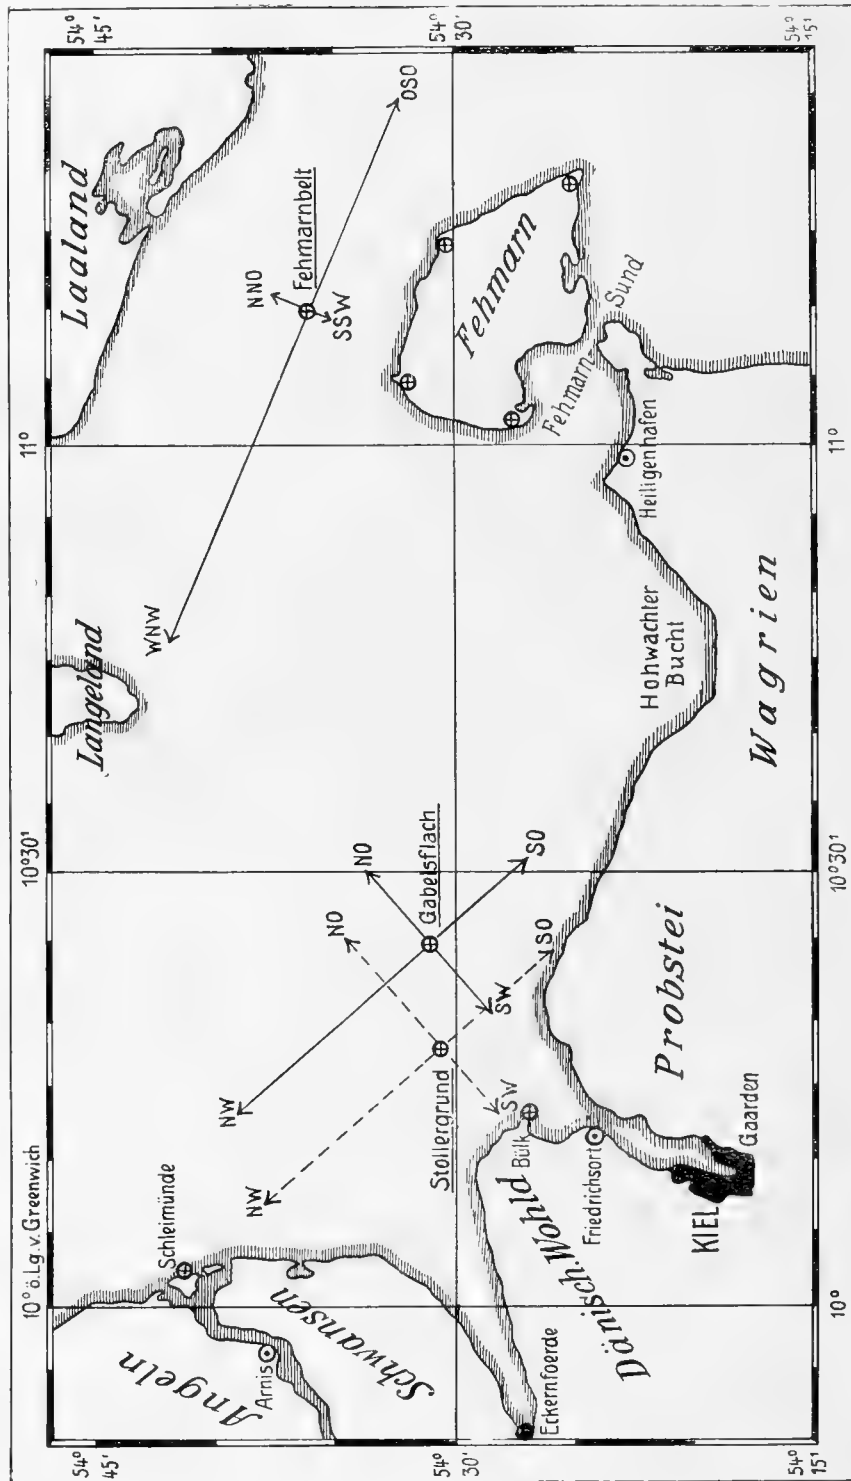 10° ö.Lg.v.Greenwich
10°30'
11°
54°
45'
54°
45'
Laaland
Langeland
Angeln
Schwansen
Schleimünde
Arnis
WNW
NNO
Fehmarnbelt
SSW
OSO
NW
NW
NO
NO
Gabelsflach
Stollergrund
SW
SW
SO
SO
54°
30'
54°
30'
Fehmarn
Fehmarn-
Sund
Heiligenhafen
Hohwachter
Bucht
Wagrien
Probstei
Eckernfoerde
Dänisch.Wohld
Bülk
Friedrichsort
KIEL
Gaarden
54°
15'
54°
15'
10°
10°30'
11°